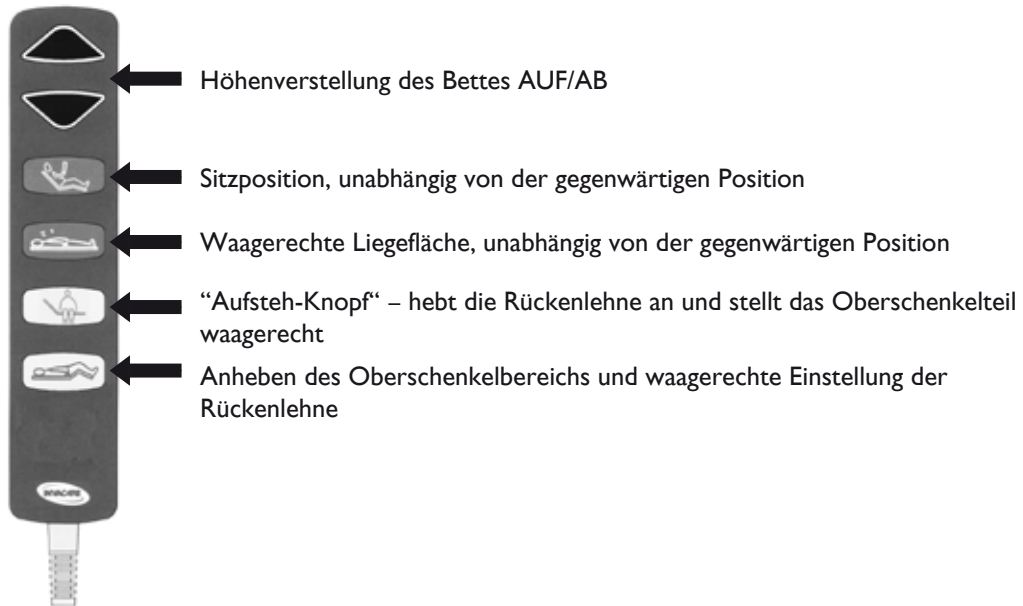 Höhenverstellung des Bettes AUF/AB
Sitzposition, unabhängig von der gegenwärtigen Position
Waagerechte Liegefläche, unabhängig von der gegenwärtigen Position
“Aufsteh-Knopf“ – hebt die Rückenlehne an und stellt das Oberschenkelteil
waagerecht
Anheben des Oberschenkelbereichs und waagerechte Einstellung der
Rückenlehne
INVACARE